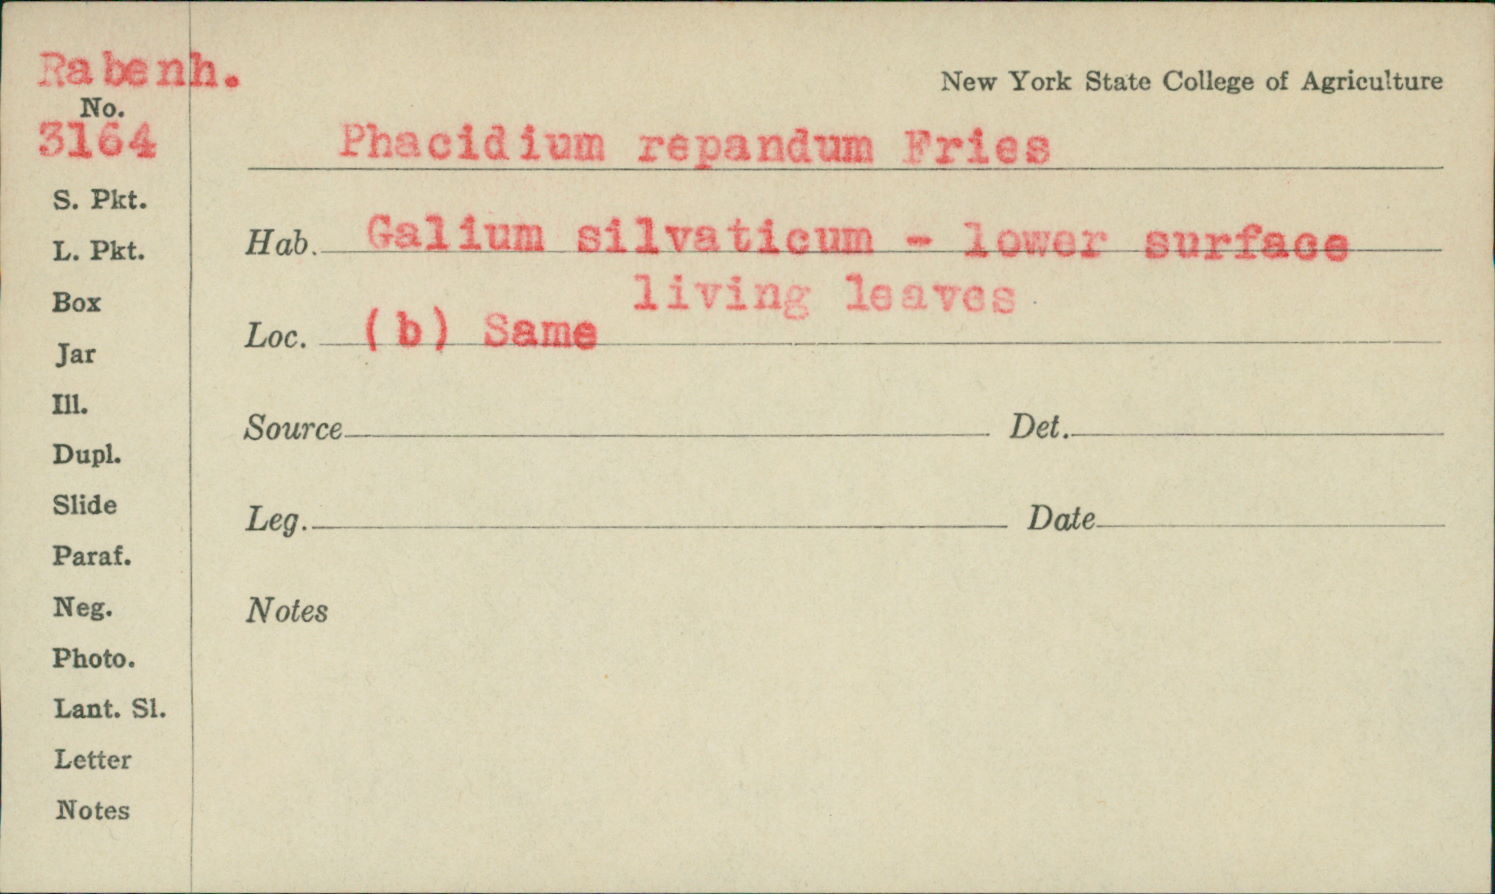 Rabenh.
New York State College of Agriculture
No.
3164
Phacidium repandum Fries
S. Pkt.
Hab. Galium silvaticum - lower surface
living leaves
L. Pkt.
Box
Loc. (b) Same
Jar
Ill.
Source Det.
Dupl.
Slide
Leg. Date
Paraf.
Neg.
Notes
Photo.
Lant. Sl.
Letter
Notes